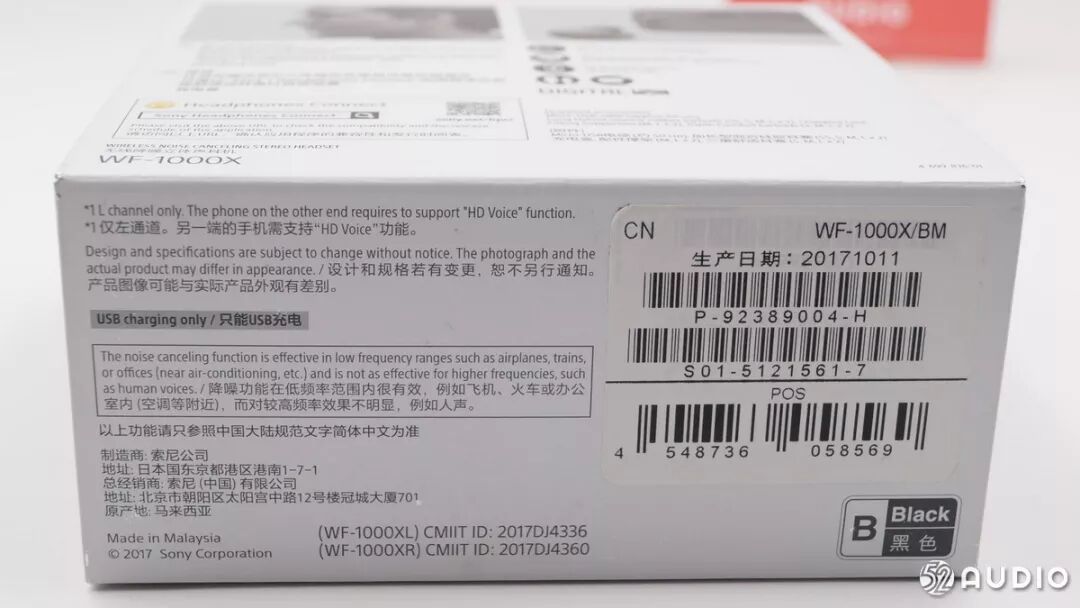 AUDIO
DIGITAL
Headphones Connect
Sony Headphones Connect
WIRELESS NOISE CANCELING STEREO HEADSET
无线降噪立体声耳机
WF-1000X
*1 L channel only. The phone on the other end requires to support "HD Voice" function.
*1 仅左通道。另一端的手机需支持“HD Voice”功能。
Design and specifications are subject to change without notice. The photograph and the
actual product may differ in appearance. / 设计和规格若有变更，恕不另行通知。
产品图像可能与实际产品外观有差别。
USB charging only / 只能USB充电
The noise canceling function is effective in low frequency ranges such as airplanes, trains,
or offices (near air-conditioning, etc.) and is not as effective for higher frequencies, such
as human voices. / 降噪功能在低频率范围内很有效，例如飞机、火车或办公
室内 (空调等附近)，而对较高频率效果不明显，例如人声。
以上功能请只参照中国大陆规范文字简体中文为准
制造商: 索尼公司
地址: 日本国东京都港区港南1-7-1
总经销商: 索尼 (中国) 有限公司
地址: 北京市朝阳区太阳宫中路12号楼冠城大厦701
原产地: 马来西亚
Made in Malaysia
© 2017 Sony Corporation
(WF-1000XL) CMIIT ID: 2017DJ4336
(WF-1000XR) CMIIT ID: 2017DJ4360
CN WF-1000X/BM
生产日期：20171011
P-92389004-H
S01-5121561-7
POS
4 548736 058569
B Black
黑色
52 AUDIO